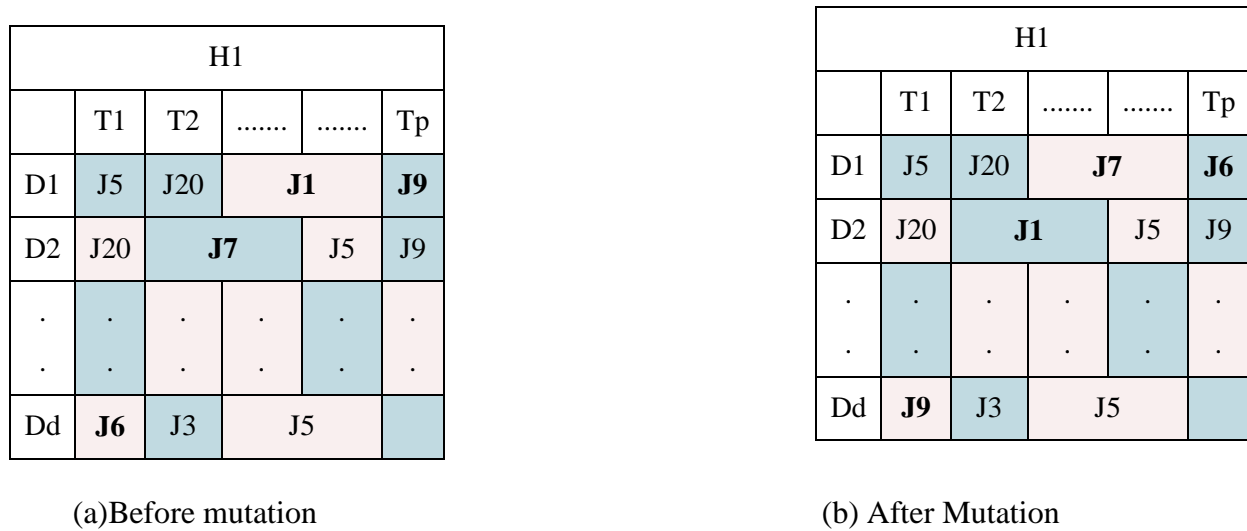 H1
T1 T2 ....... ....... Tp
D1 J5 J20 J1 J9
D2 J20 J7 J5 J9
. . . . . .
. . . . . .
Dd J6 J3 J5
(a)Before mutation
H1
T1 T2 ....... ....... Tp
D1 J5 J20 J7 J6
D2 J20 J1 J5 J9
. . . . . .
. . . . . .
Dd J9 J3 J5
(b) After Mutation